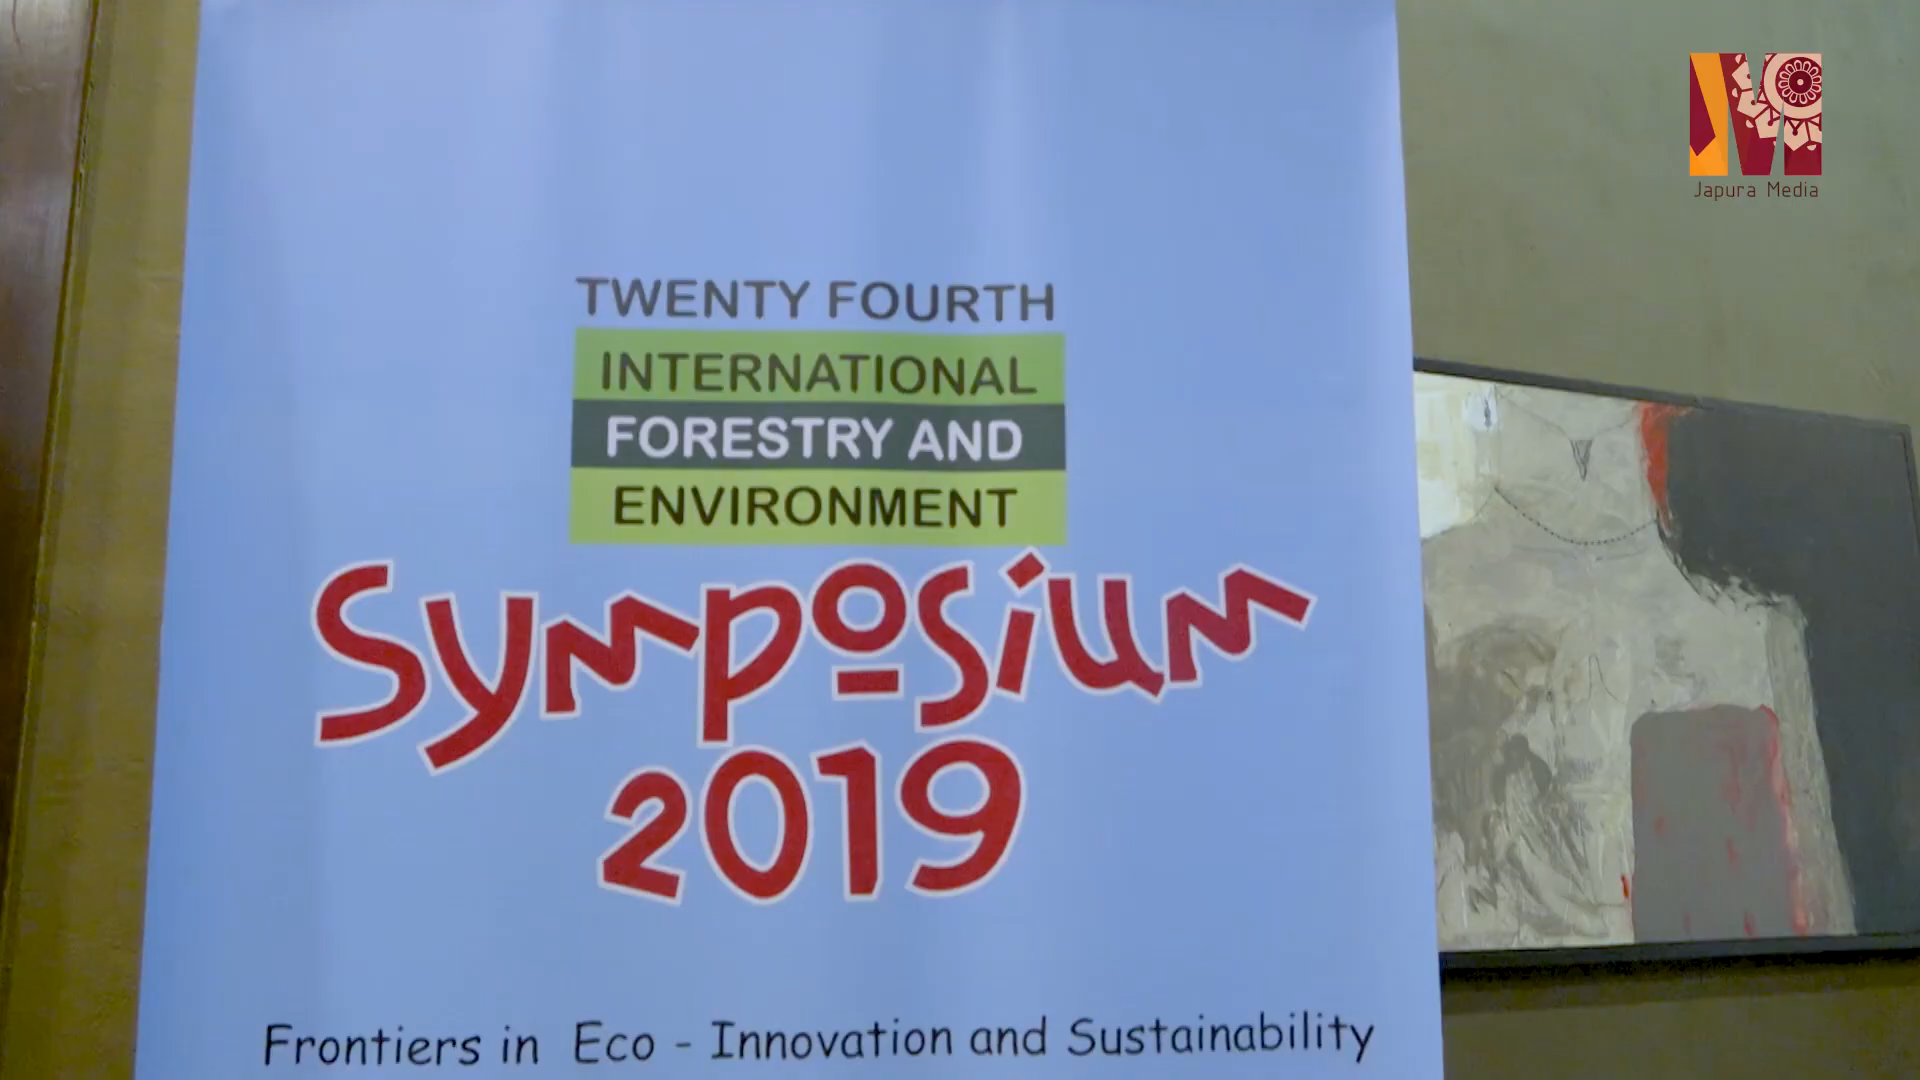 Japura Media
TWENTY FOURTH
INTERNATIONAL
FORESTRY AND
ENVIRONMENT
Symposium
2019
Frontiers in Eco - Innovation and Sustainability